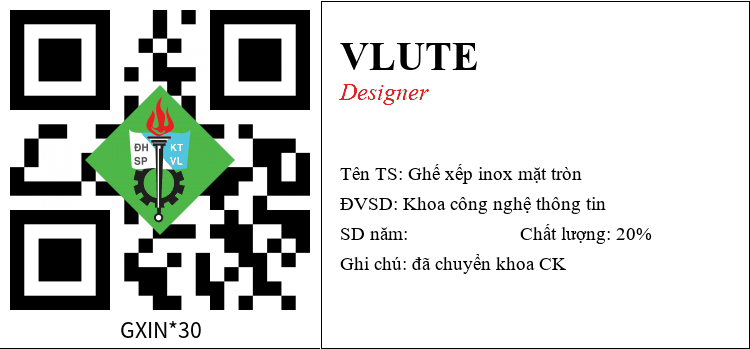 ĐH KT
SP VL
GXIN*30
VLUTE
Designer
Tên TS: Ghế xếp inox mặt tròn
ĐVSD: Khoa công nghệ thông tin
SD năm: Chất lượng: 20%
Ghi chú: đã chuyển khoa CK